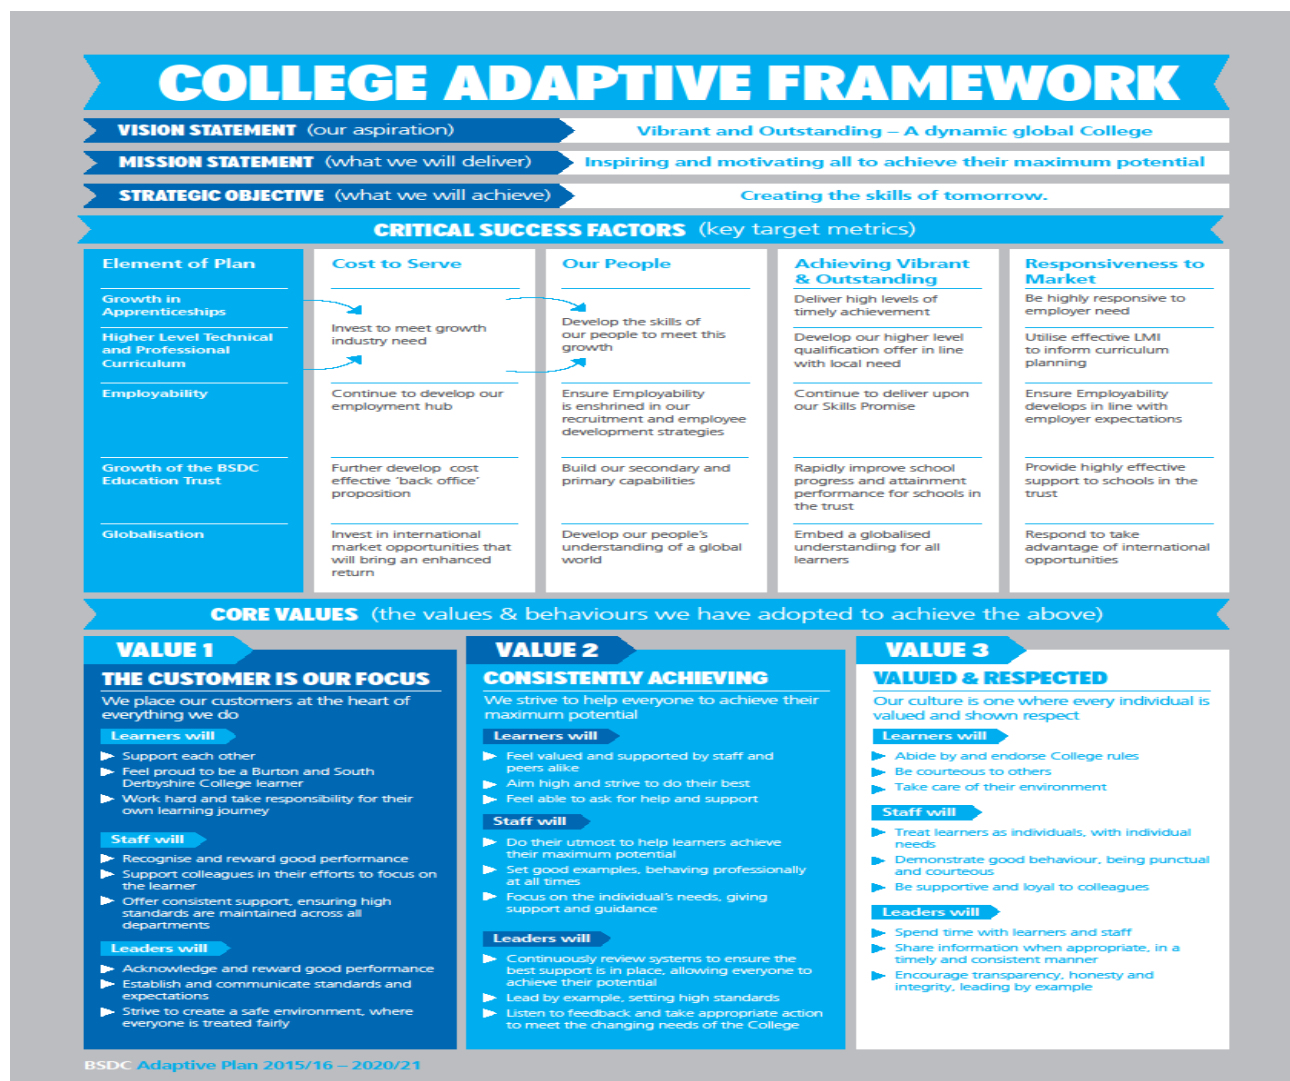 COLLEGE ADAPTIVE FRAMEWORK
VISION STATEMENT (our aspiration)
Vibrant and Outstanding – A dynamic global College
MISSION STATEMENT (what we will deliver)
Inspiring and motivating all to achieve their maximum potential
STRATEGIC OBJECTIVE (what we will achieve)
Creating the skills of tomorrow.
CRITICAL SUCCESS FACTORS (key target metrics)
Element of Plan
Cost to Serve
Our People
Achieving Vibrant
& Outstanding
Responsiveness to
Market
Growth in
Apprenticeships
Higher Level Technical
and Professional
Curriculum
Invest to meet growth
industry need
Develop the skills of
our people to meet this
growth
Deliver high levels of
timely achievement
Be highly responsive to
employer need
Develop our higher level
qualification offer in line
with local need
Utilise effective LMI
to inform curriculum
planning
Employability
Continue to develop our
employment hub
Ensure Employability
is enshrined in our
recruitment and employee
development strategies
Continue to deliver upon
our Skills Promise
Ensure Employability
develops in line with
employer expectations
Growth of the BSDC
Education Trust
Further develop cost
effective ‘back office’
proposition
Build our secondary and
primary capabilities
Rapidly improve school
progress and attainment
performance for schools in
the trust
Provide highly effective
support to schools in the
trust
Globalisation
Invest in international
market opportunities that
will bring an enhanced
return
Develop our people’s
understanding of a global
world
Embed a globalised
understanding for all
learners
Respond to take
advantage of international
opportunities
CORE VALUES (the values & behaviours we have adopted to achieve the above)
VALUE 1
THE CUSTOMER IS OUR FOCUS
We place our customers at the heart of
everything we do
Learners will
Support each other
Feel proud to be a Burton and South
Derbyshire College learner
Work hard and take responsibility for their
own learning journey
Staff will
Recognise and reward good performance
Support colleagues in their efforts to focus on
the learner
Offer consistent support, ensuring high
standards are maintained across all
departments
Leaders will
Acknowledge and reward good performance
Establish and communicate standards and
expectations
Strive to create a safe environment, where
everyone is treated fairly
VALUE 2
CONSISTENTLY ACHIEVING
We strive to help everyone to achieve their
maximum potential
Learners will
Feel valued and supported by staff and
peers alike
Aim high and strive to do their best
Feel able to ask for help and support
Staff will
Do their utmost to help learners achieve
their maximum potential
Set good examples, behaving professionally
at all times
Focus on the individual’s needs, giving
support and guidance
Leaders will
Continuously review systems to ensure the
best support is in place, allowing everyone to
achieve their potential
Lead by example, setting high standards
Listen to feedback and take appropriate action
to meet the changing needs of the College
VALUE 3
VALUED & RESPECTED
Our culture is one where every individual is
valued and shown respect
Learners will
Abide by and endorse College rules
Be courteous to others
Take care of their environment
Staff will
Treat learners as individuals, with individual
needs
Demonstrate good behaviour, being punctual
and courteous
Be supportive and loyal to colleagues
Leaders will
Spend time with learners and staff
Share information when appropriate, in a
timely and consistent manner
Encourage transparency, honesty and
integrity, leading by example
BSDC Adaptive Plan 2015/16 – 2020/21